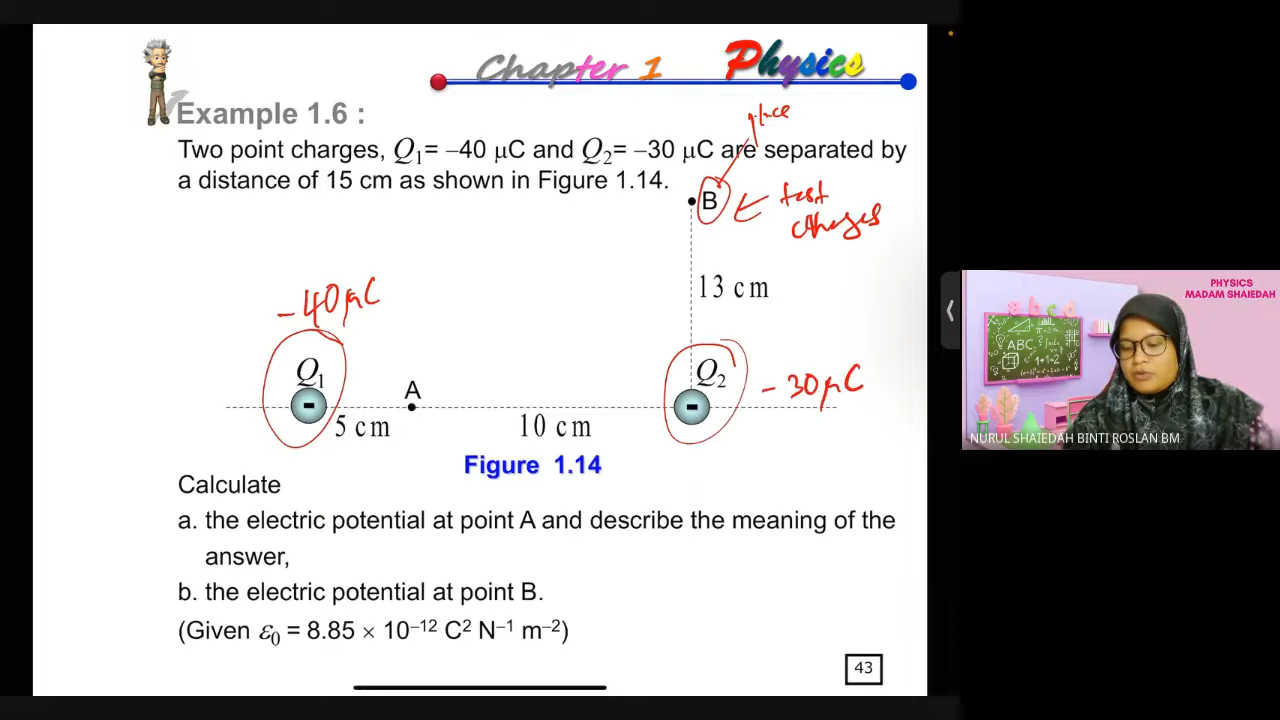 Chapter 1 Physics
Example 1.6 :
Two point charges, Q₁= –40 μC and Q₂= –30 μC are separated by
a distance of 15 cm as shown in Figure 1.14.
B
test
charges
13 cm
-40μC
Q₁
Q₂
-30μC
A
5 cm
10 cm
Figure 1.14
Calculate
a. the electric potential at point A and describe the meaning of the
answer,
b. the electric potential at point B.
(Given ε₀ = 8.85 × 10⁻¹² C² N⁻¹ m⁻²)
43
PHYSICS
MADAM SHAIEDAH
a b c d
ABC
NURUL SHAIEDAH BINTI ROSLAN BM